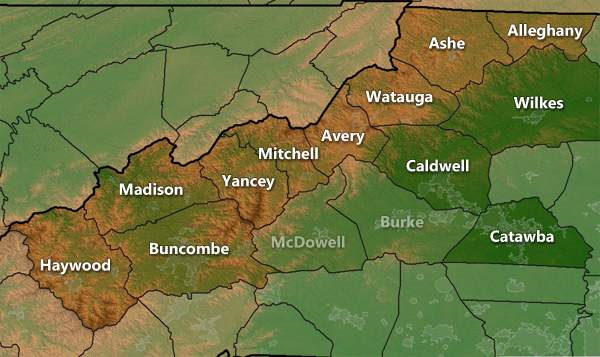 Alleghany
Ashe
Watauga
Wilkes
Avery
Mitchell
Caldwell
Yancey
Madison
Burke
Catawba
McDowell
Buncombe
Haywood